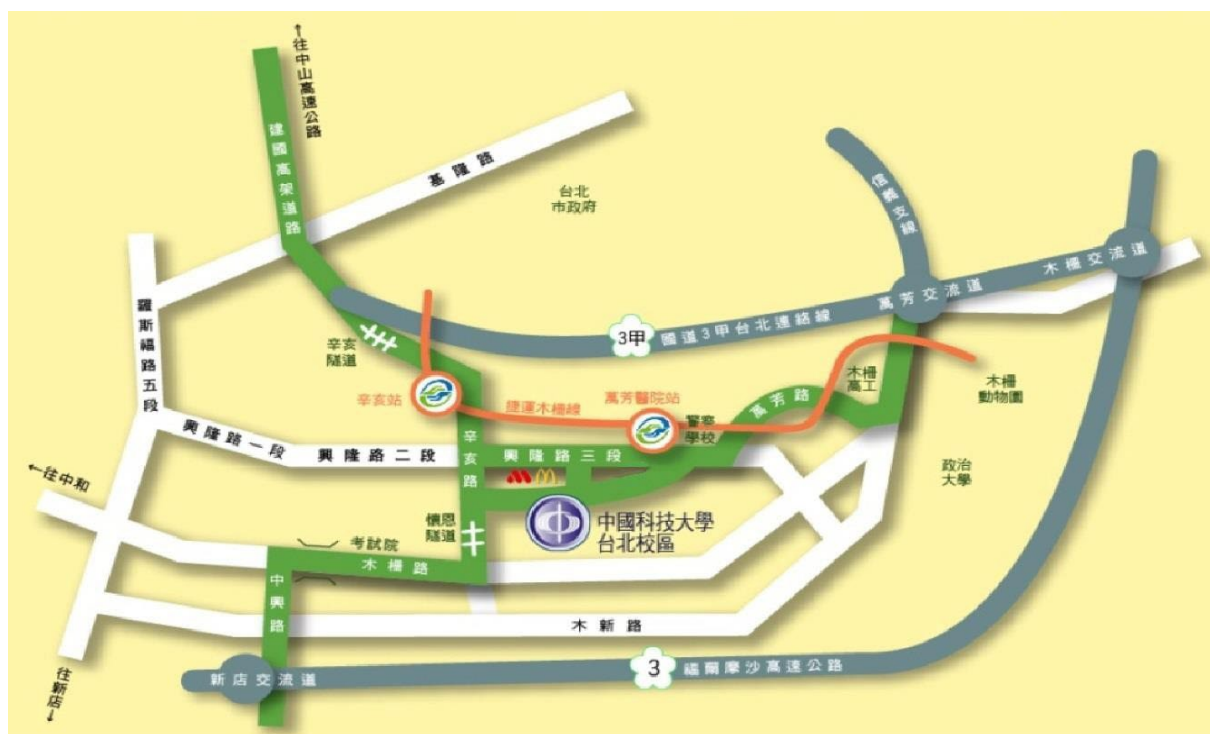 ↑往中山高速公路
建國高架道路
基隆路
台北
市政府
信義支線
木柵交流道
萬芳交流道
國道3甲台北連絡線
3甲
羅斯福路五段
辛亥
隧道
辛亥站
捷運木柵線
萬芳醫院站
警察
學校
萬芳路
木柵
高工
木柵
動物園
興隆路一段
興隆路二段
辛亥路
興隆路三段
政治
大學
←往中和
懷恩
隧道
中國科技大學
台北校區
考試院
木柵路
中興路
木新路
新店交流道
3
福爾摩沙高速公路
往新店↓